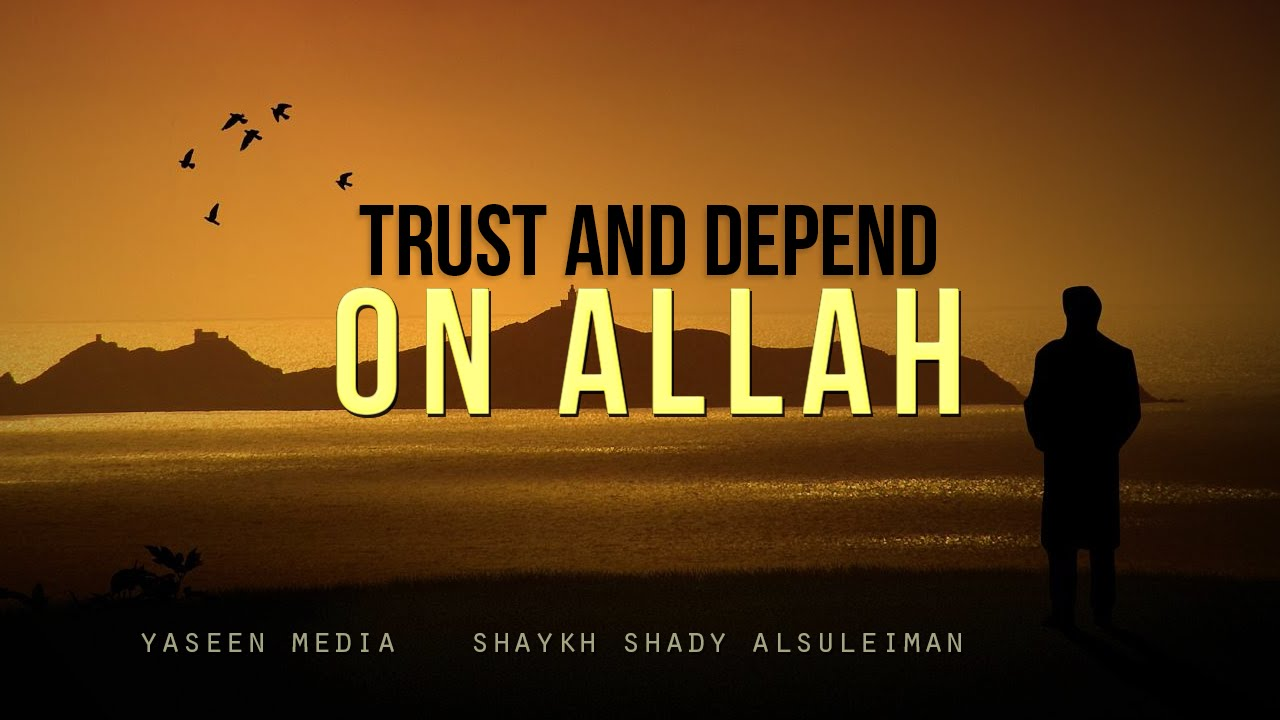 TRUST AND DEPEND
ON ALLAH
YASEEN MEDIA SHAYKH SHADY ALSULEIMAN